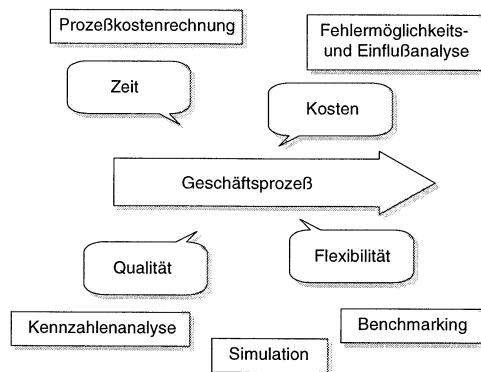 Prozeßkostenrechnung
Fehlermöglichkeits-
und Einflußanalyse
Zeit
Kosten
Geschäftsprozeß
Qualität
Flexibilität
Kennzahlenanalyse
Benchmarking
Simulation